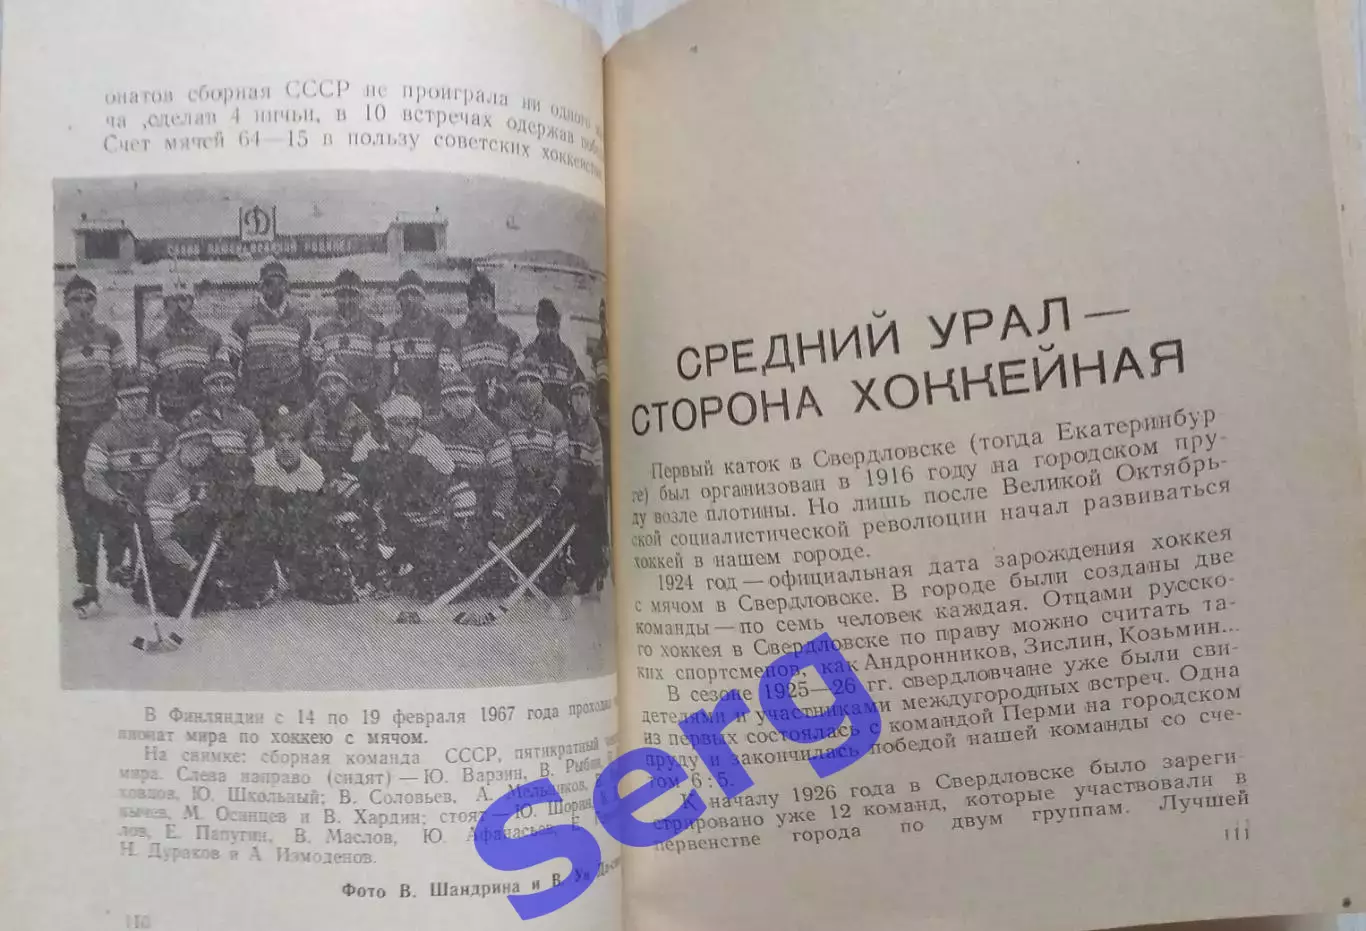 онатов сборная СССР не проиграла ни одного
ча ,сделав 4 ничьи, в 10 встречах одержав
Счет мячей 64—15 в пользу советских
Д
В Финляндии с 14 по 19 февраля 1967 года
пионат мира по хоккею с мячом.
На снимке: сборная команда СССР, пятикратный
мира. Слева направо (сидят) — Ю. Варзин, В.
Ю. Школьный; В. Соловьев, А.
М. Осинцев и В. Хардин; стоят — Ю. Шорин,
лов, Е. Папугин, В. Маслов, Ю. Афанасьев, Е.
Н. Дураков и А. Измоденов.
Фото В. Шандрина и В.
110
СРЕДНИЙ УРАЛ —
СТОРОНА ХОККЕЙНАЯ
Первый каток в Свердловске (тогда Екатеринбур
ге) был организован в 1916 году на городском пру-
ду возле плотины. Но лишь после Великой Октябрь-
ской социалистической революции начал развиваться
хоккей в нашем городе.
1924 год — официальная дата зарождения хоккея
с мячом в Свердловске. В городе были созданы две
команды — по семь человек каждая. Отцами русско-
го хоккея в Свердловске по праву можно считать та-
ких спортсменов, как Андронников, Зислин, Козьмин...
В сезоне 1925—26 гг. свердловчане уже были сви-
детелями и участниками междугородных встреч. Одна
из первых состоялась с командой Перми на городском
пруду и закончилась победой нашей команды со сче-
том 6 : 5.
К началу 1926 года в Свердловске было зареги-
стрировано уже 12 команд, которые участвовали в
первенстве города по двум группам. Лучшей
111
serg